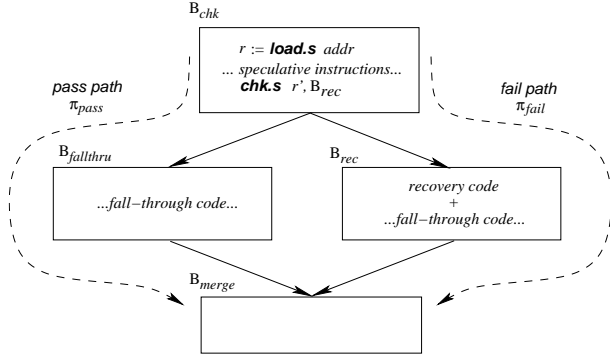 B_chk
r := load.s addr
... speculative instructions...
chk.s r', B_rec
pass path
π_pass
fail path
π_fail
B_fallthru
B_rec
...fall−through code...
recovery code
+
...fall−through code...
B_merge